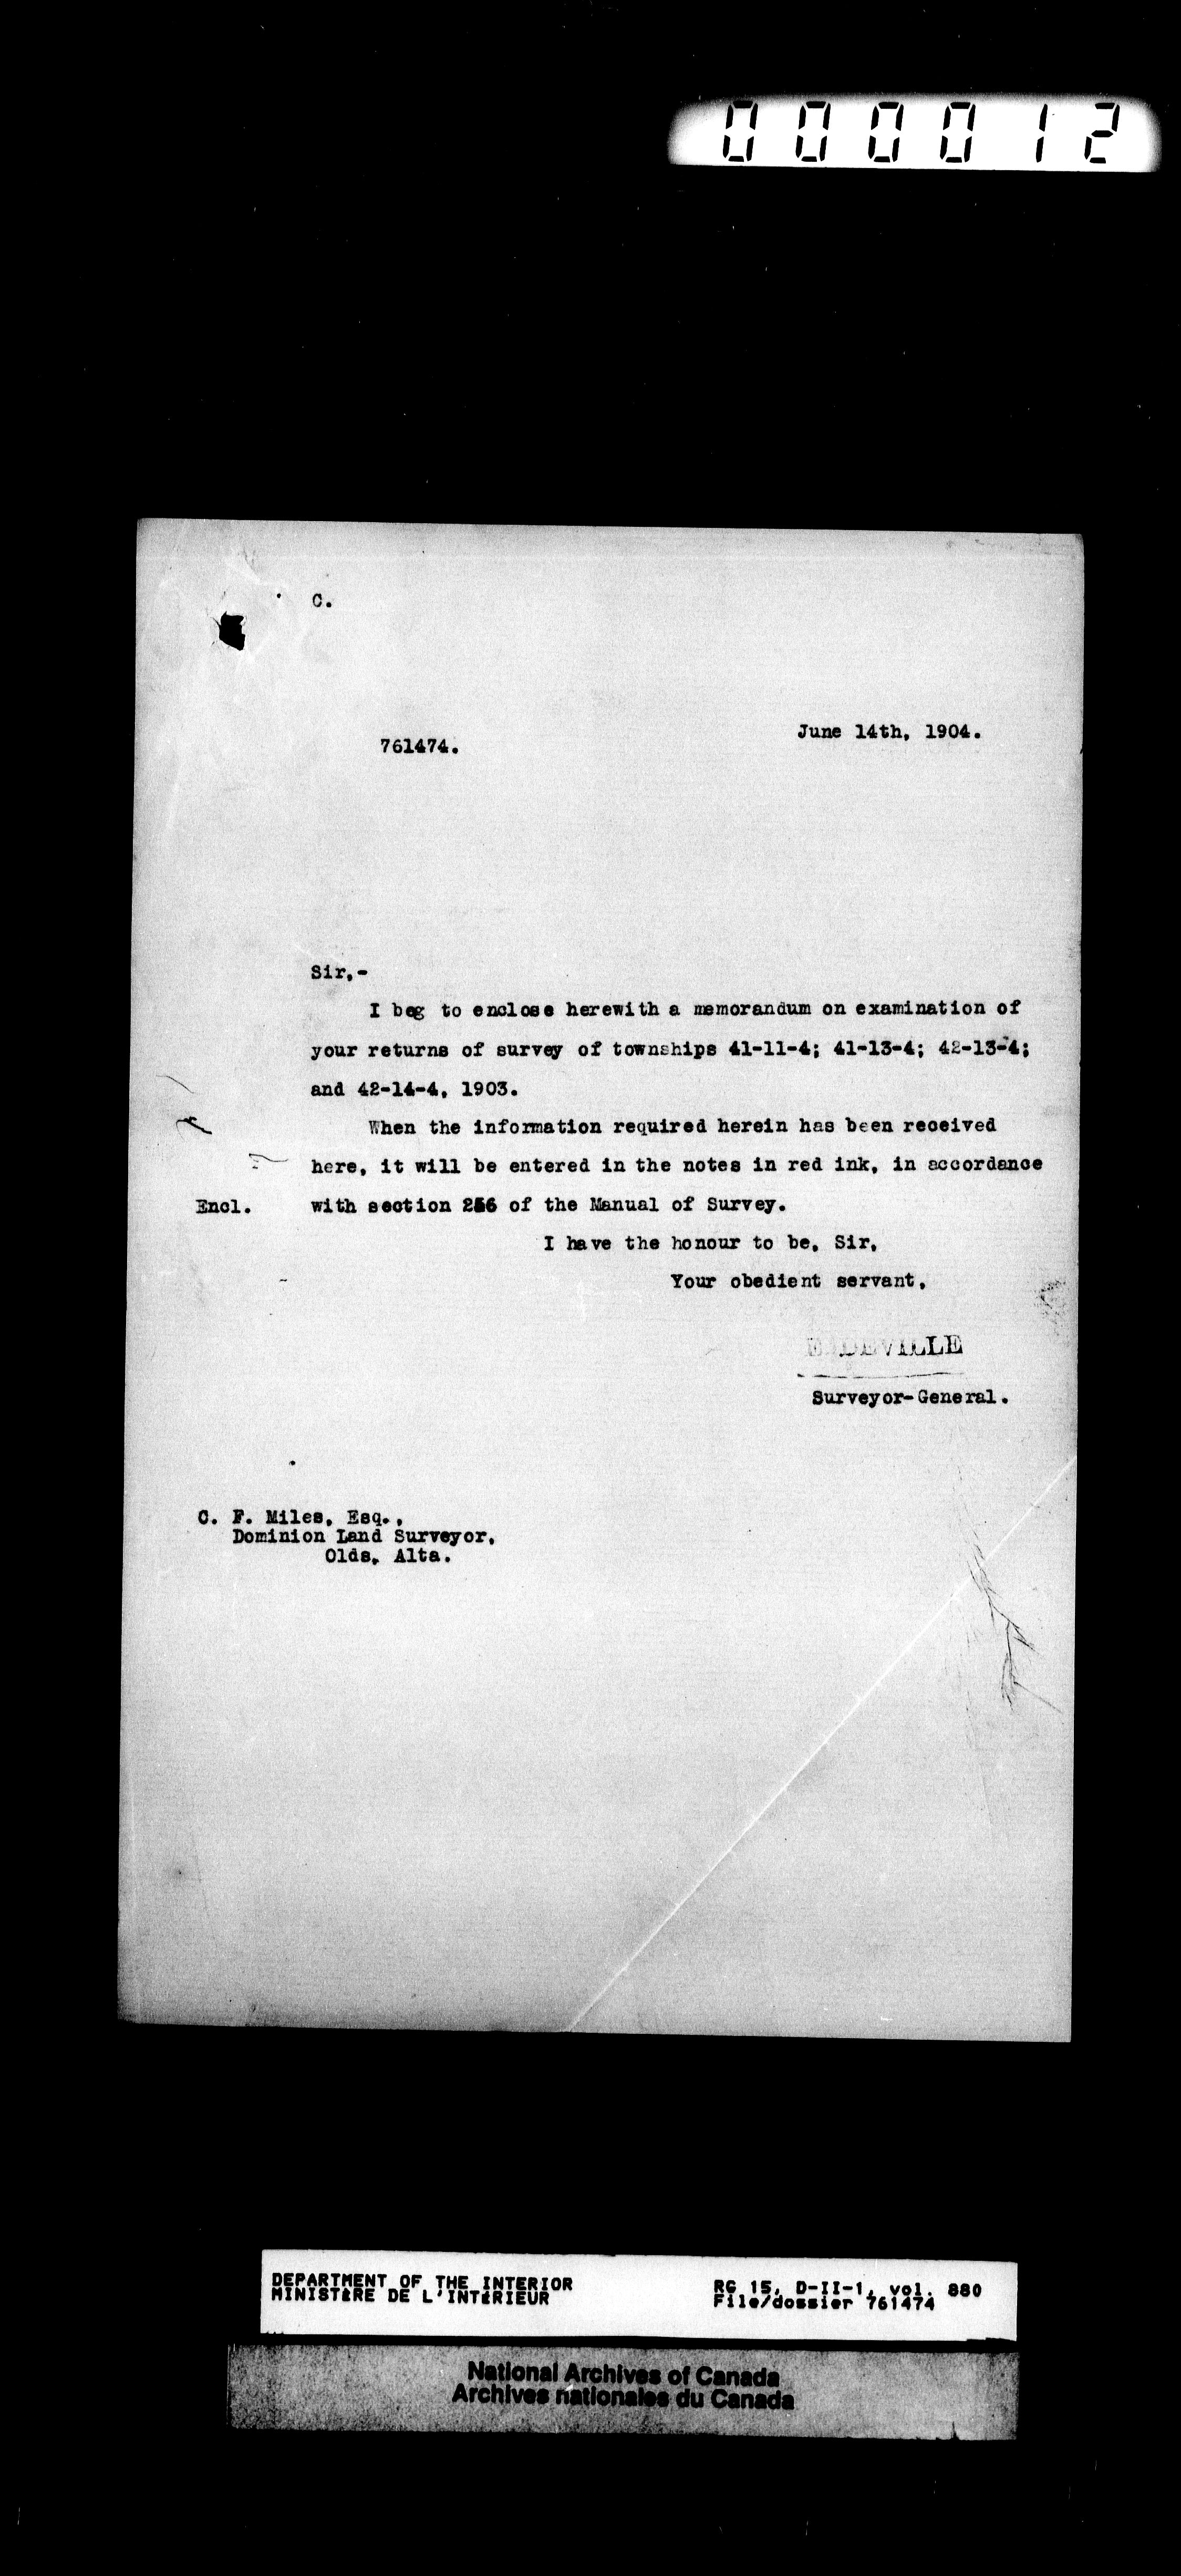 000012
C.
June 14th, 1904.
761474.
Sir,-
I beg to enclose herewith a memorandum on examination of
your returns of survey of townships 41-11-4; 41-13-4; 42-13-4;
and 42-14-4, 1903.
When the information required herein has been received
here, it will be entered in the notes in red ink, in accordance
Encl. with section 256 of the Manual of Survey.
I have the honour to be, Sir,
Your obedient servant,
E. DEVILLE
Surveyor-General.
C. F. Miles, Esq.,
Dominion Land Surveyor,
Olds, Alta.
DEPARTMENT OF THE INTERIOR
MINISTÈRE DE L'INTÉRIEUR
RG 15, D-II-1, vol. 880
File/dossier 761474
National Archives of Canada
Archives nationales du Canada